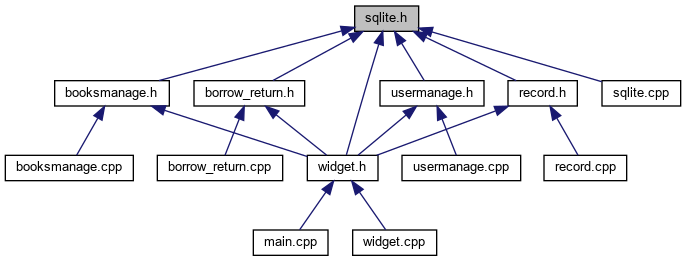 sqlite.h
booksmanage.h
borrow_return.h
usermanage.h
record.h
sqlite.cpp
booksmanage.cpp
borrow_return.cpp
widget.h
usermanage.cpp
record.cpp
main.cpp
widget.cpp